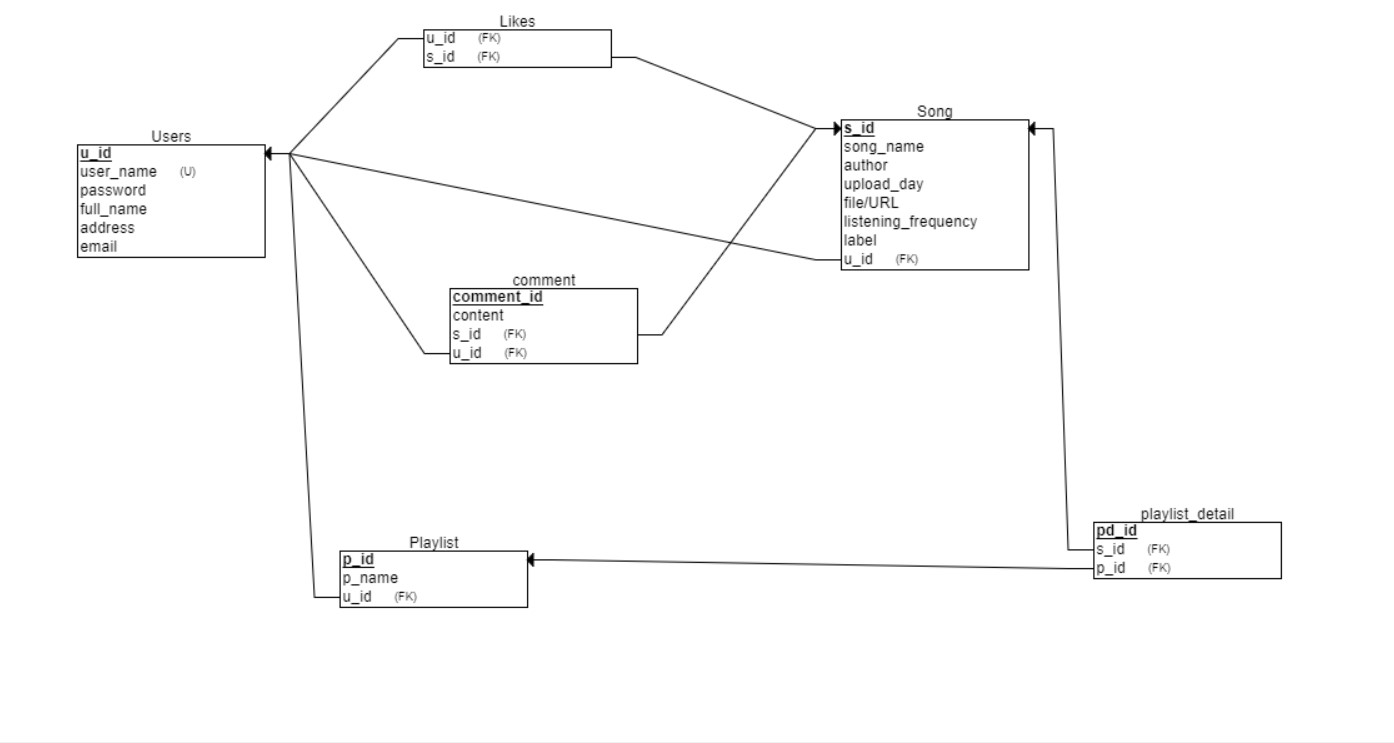 Likes
u_id (FK)
s_id (FK)
Users
u_id
user_name (U)
password
full_name
address
email
Song
s_id
song_name
author
upload_day
file/URL
listening_frequency
label
u_id (FK)
comment
comment_id
content
s_id (FK)
u_id (FK)
Playlist
p_id
p_name
u_id (FK)
playlist_detail
pd_id
s_id (FK)
p_id (FK)